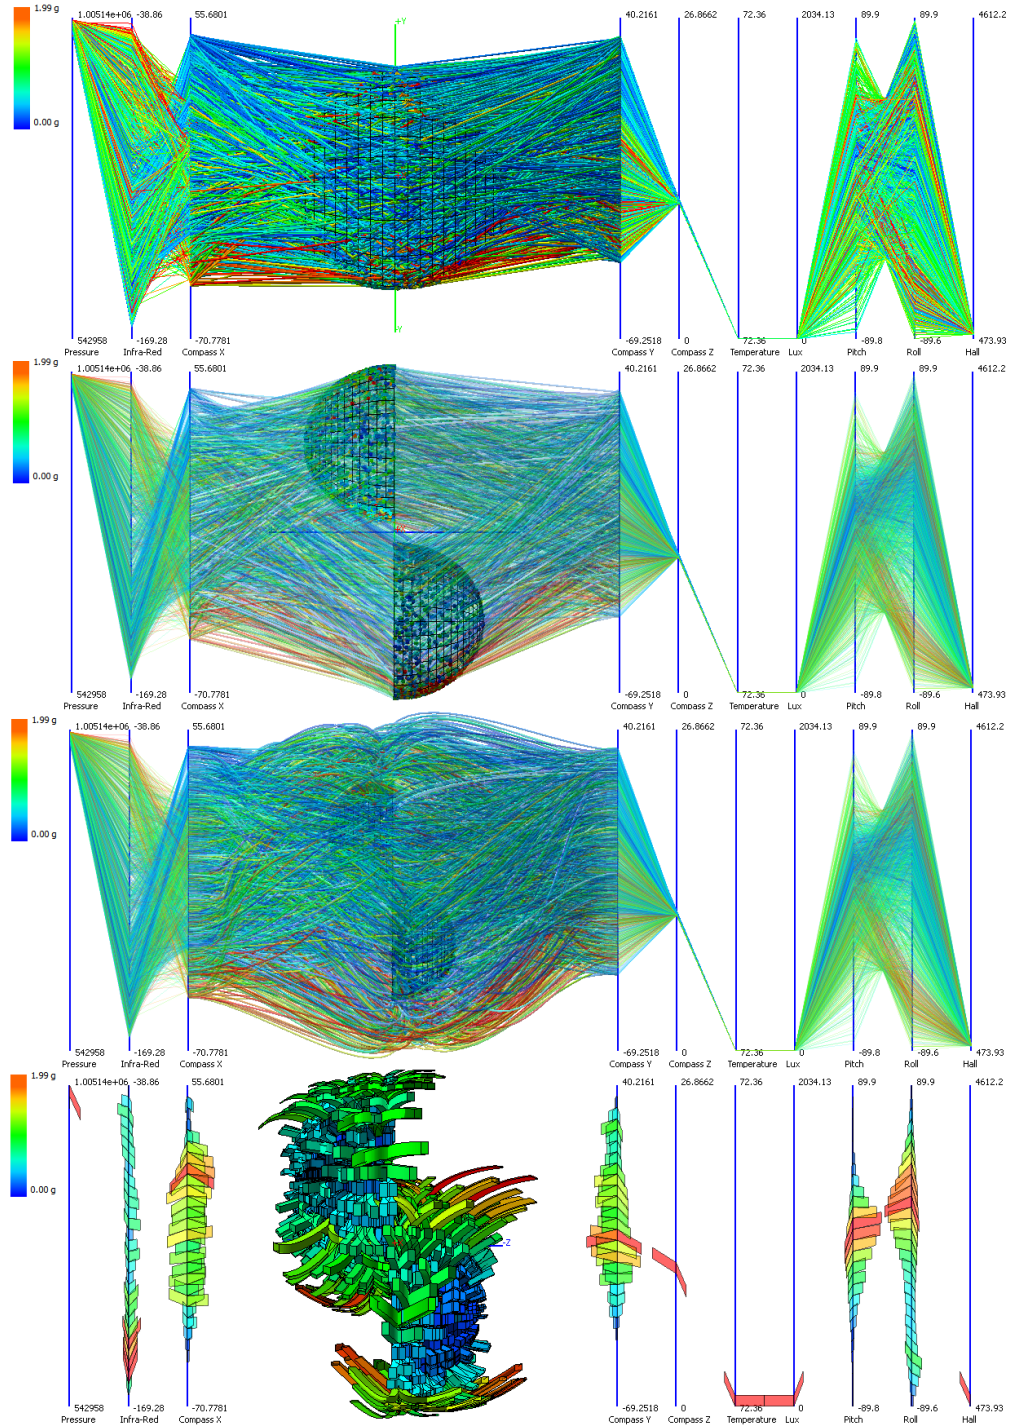 1.99 g
0.00 g
1.00514e+06 -38.86 55.6801 +Y 40.2161 26.8662 72.36 2034.13 89.9 89.9 4612.2
-Y
542958 -169.28 -70.7781 -69.2518 0 72.36 0 -89.8 -89.6 473.93
Pressure Infra-Red Compass X Compass Y Compass Z Temperature Lux Pitch Roll Hall
1.99 g
0.00 g
1.00514e+06 -38.86 55.6801 40.2161 26.8662 72.36 2034.13 89.9 89.9 4612.2
542958 -169.28 -70.7781 -69.2518 0 72.36 0 -89.8 -89.6 473.93
Pressure Infra-Red Compass X Compass Y Compass Z Temperature Lux Pitch Roll Hall
1.99 g
0.00 g
1.00514e+06 -38.86 55.6801 40.2161 26.8662 72.36 2034.13 89.9 89.9 4612.2
542958 -169.28 -70.7781 -69.2518 0 72.36 0 -89.8 -89.6 473.93
Pressure Infra-Red Compass X Compass Y Compass Z Temperature Lux Pitch Roll Hall
1.99 g
0.00 g
1.00514e+06 -38.86 55.6801 40.2161 26.8662 72.36 2034.13 89.9 89.9 4612.2
-Z
542958 -169.28 -70.7781 -69.2518 0 72.36 0 -89.8 -89.6 473.93
Pressure Infra-Red Compass X Compass Y Compass Z Temperature Lux Pitch Roll Hall